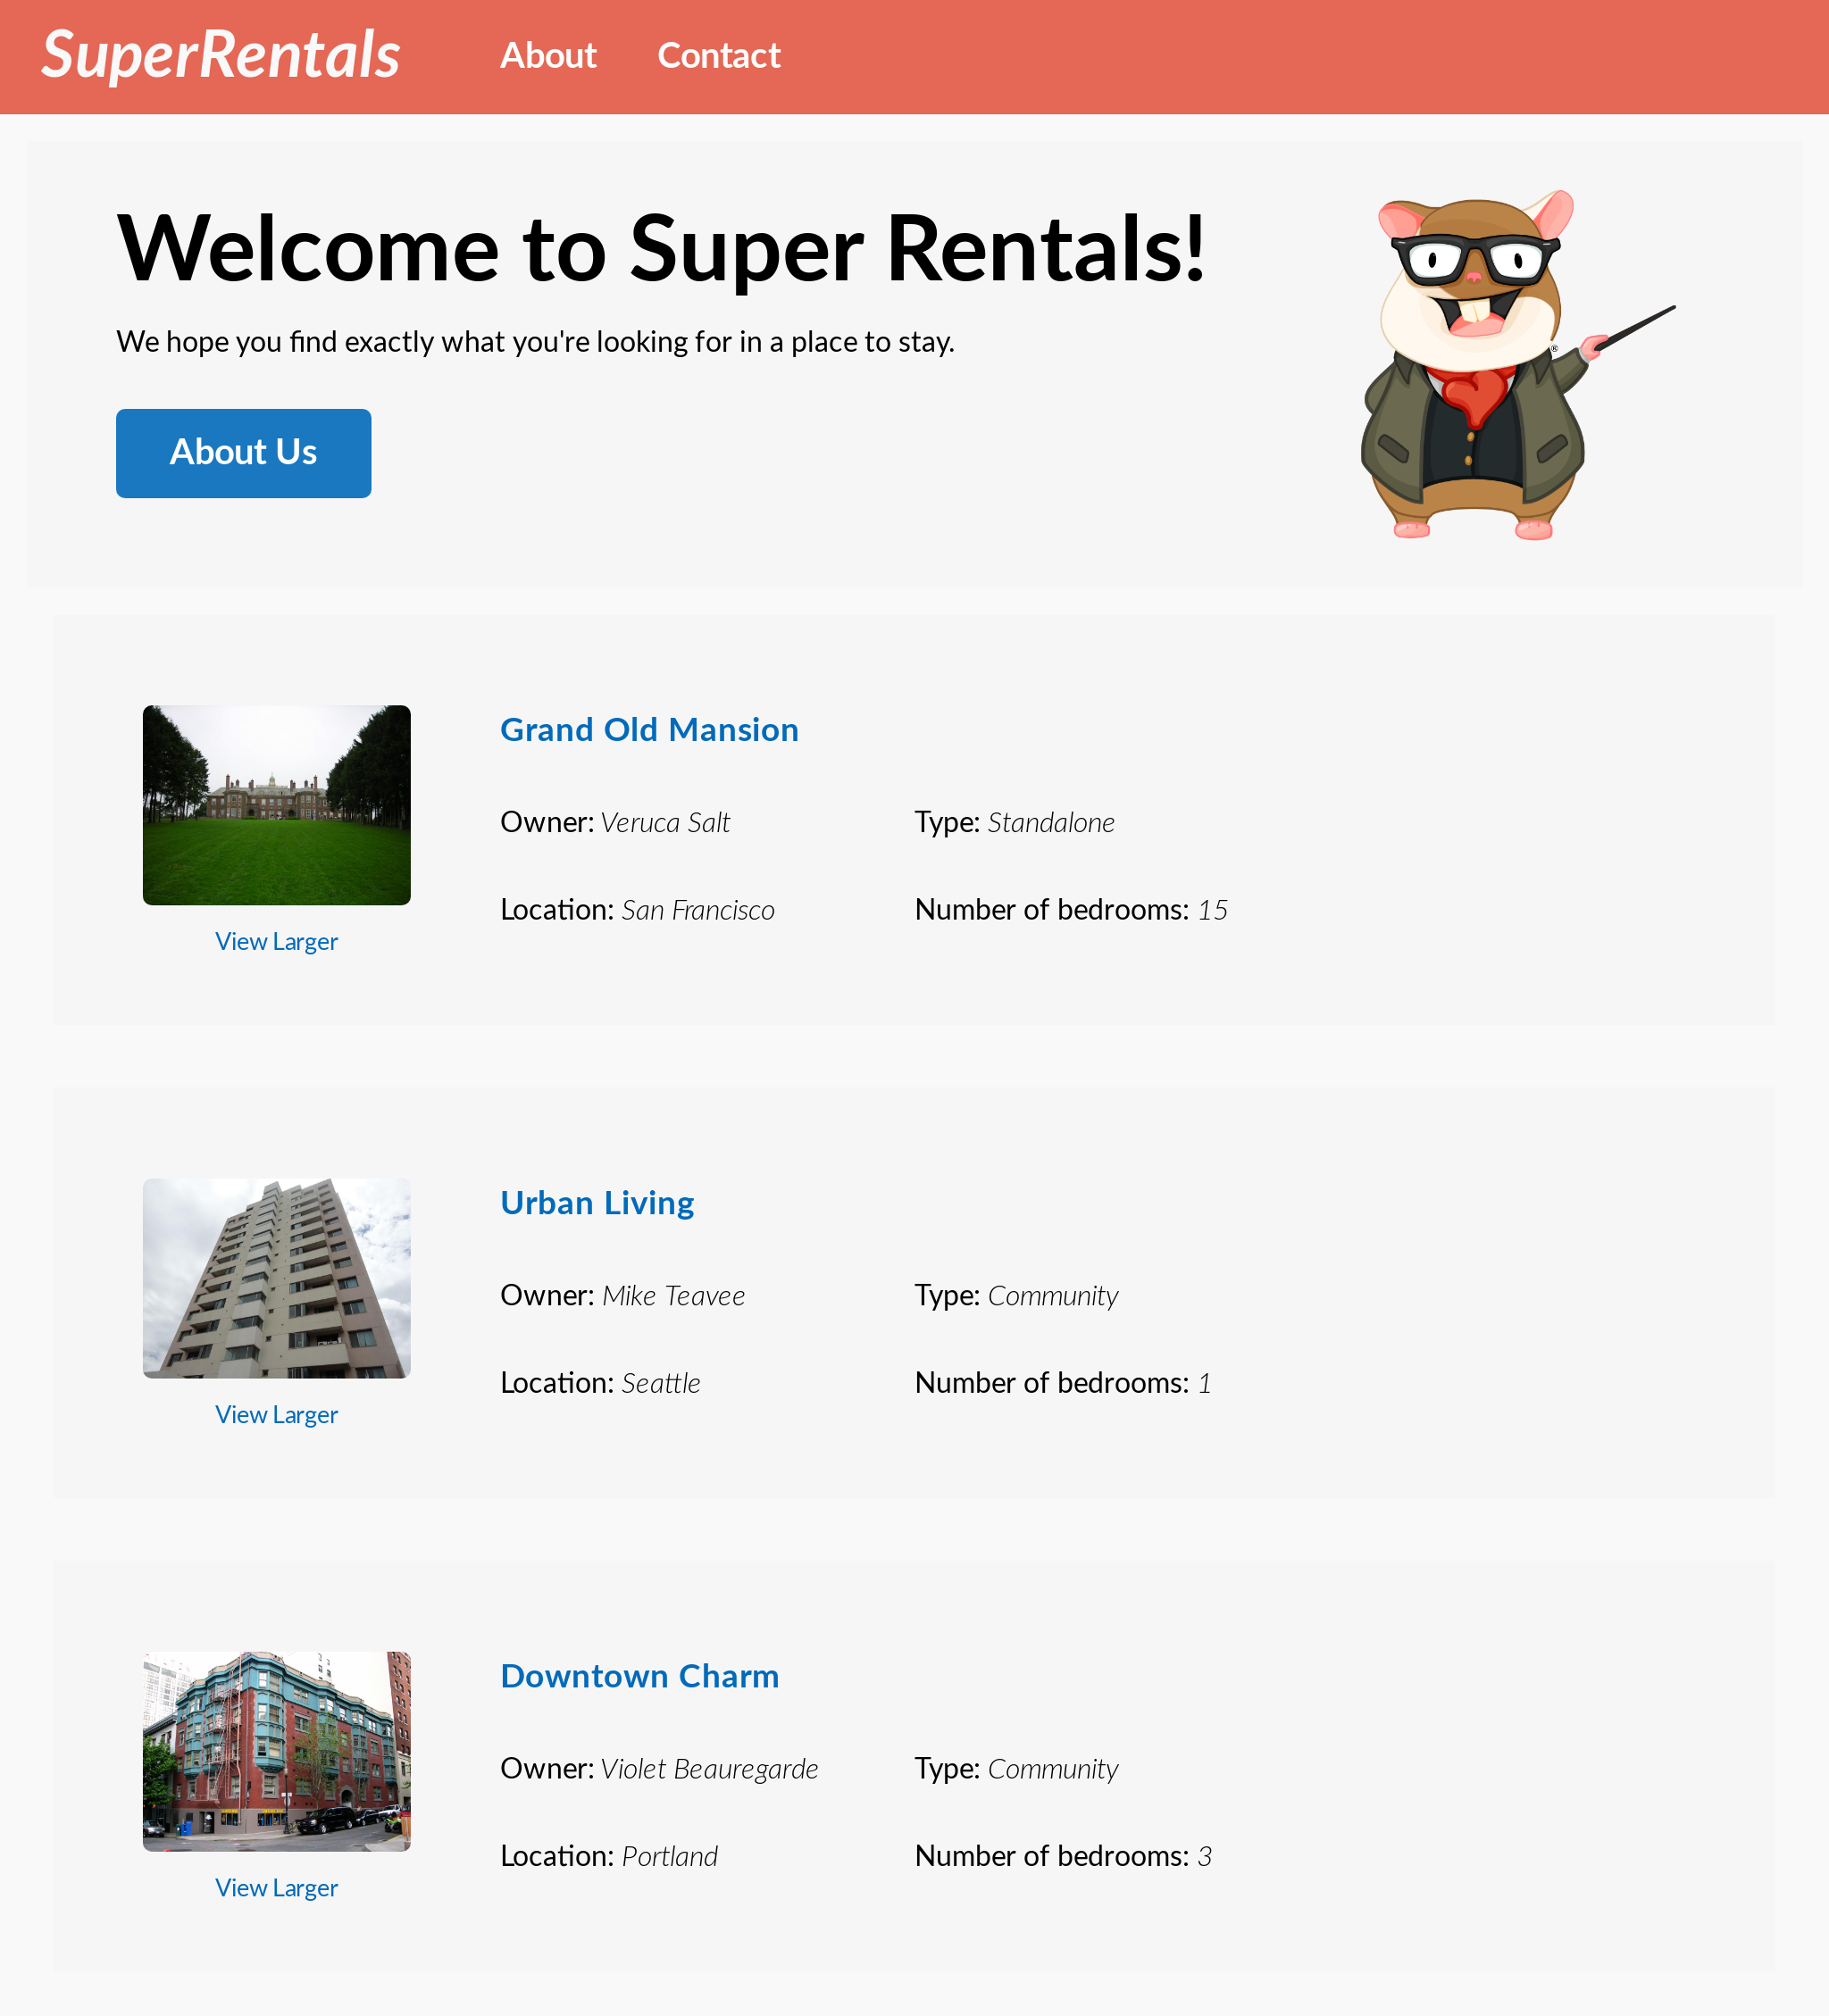 SuperRentals About Contact
Welcome to Super Rentals!
We hope you find exactly what you're looking for in a place to stay.
About Us
®
Grand Old Mansion
Owner: Veruca Salt Type: Standalone
Location: San Francisco Number of bedrooms: 15
View Larger
Urban Living
Owner: Mike Teavee Type: Community
Location: Seattle Number of bedrooms: 1
View Larger
Downtown Charm
Owner: Violet Beauregarde Type: Community
Location: Portland Number of bedrooms: 3
View Larger